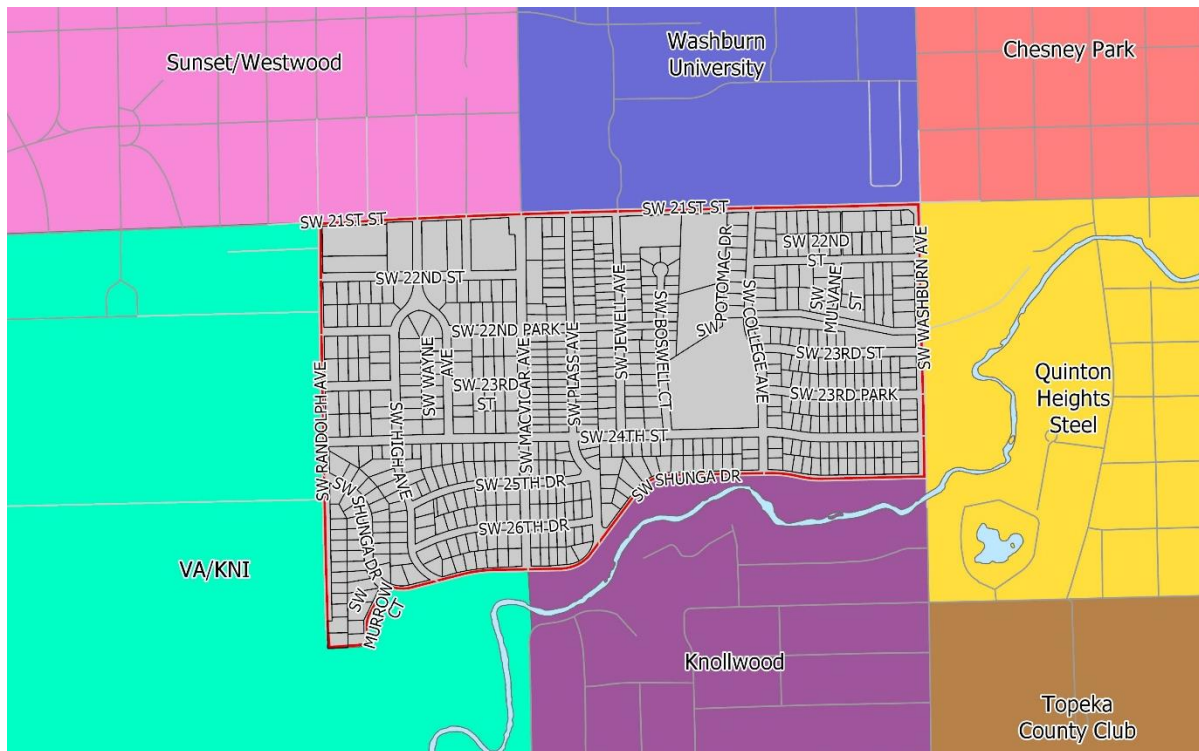 Sunset/Westwood
Washburn
University
Chesney Park
SW 21ST ST
SW 21ST ST
SW 22ND ST
SW 22ND
ST
POTOMAC DR
SW
SW
MULVANE
ST
SW WASHBURN AVE
SW 22ND PARK
SW WAYNE
AVE
SW MACVICAR AVE
SW PLASS AVE
SW JEWELL AVE
SW BOSWELL CT
SW COLLEGE AVE
SW 23RD ST
SW 23RD
ST
SW 23RD PARK
SW RANDOLPH AVE
SW HIGH AVE
SW 24TH ST
SW 25TH DR
SW SHUNGA DR
SW SHUNGA DR
SW 26TH DR
SW
MURROW
CT
Quinton
Heights
Steel
VA/KNI
Knollwood
Topeka
County Club